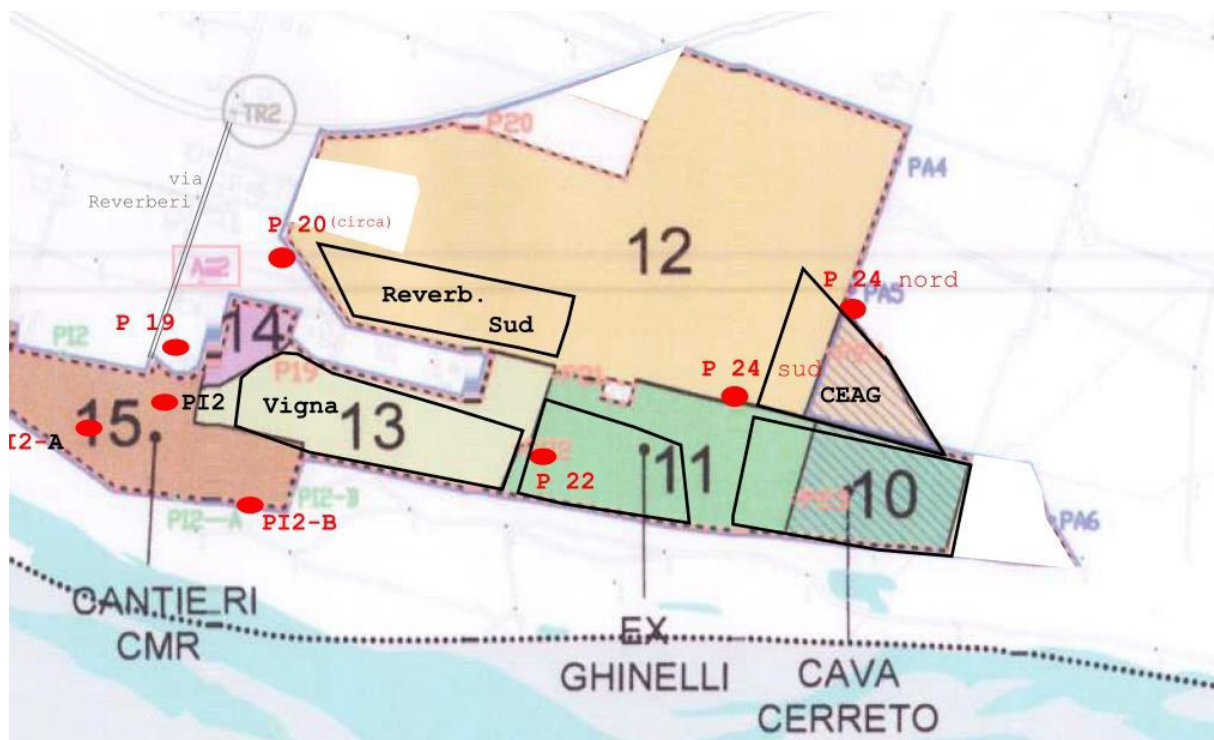 TR2
P20
via
Reverberi
PA4
P 20 (circa)
12
A=2
Reverb.
Sud
P 24 nord
PA5
P 19
PI2
14
P19
P21
P 24 sud
CEAG
PI2
Vigna
15
13
I2-A
P 22
11
10
PI2-B
PI2-B
PI2--A
PA6
CANTIERI
CMR
EX
GHINELLI
CAVA
CERRETO